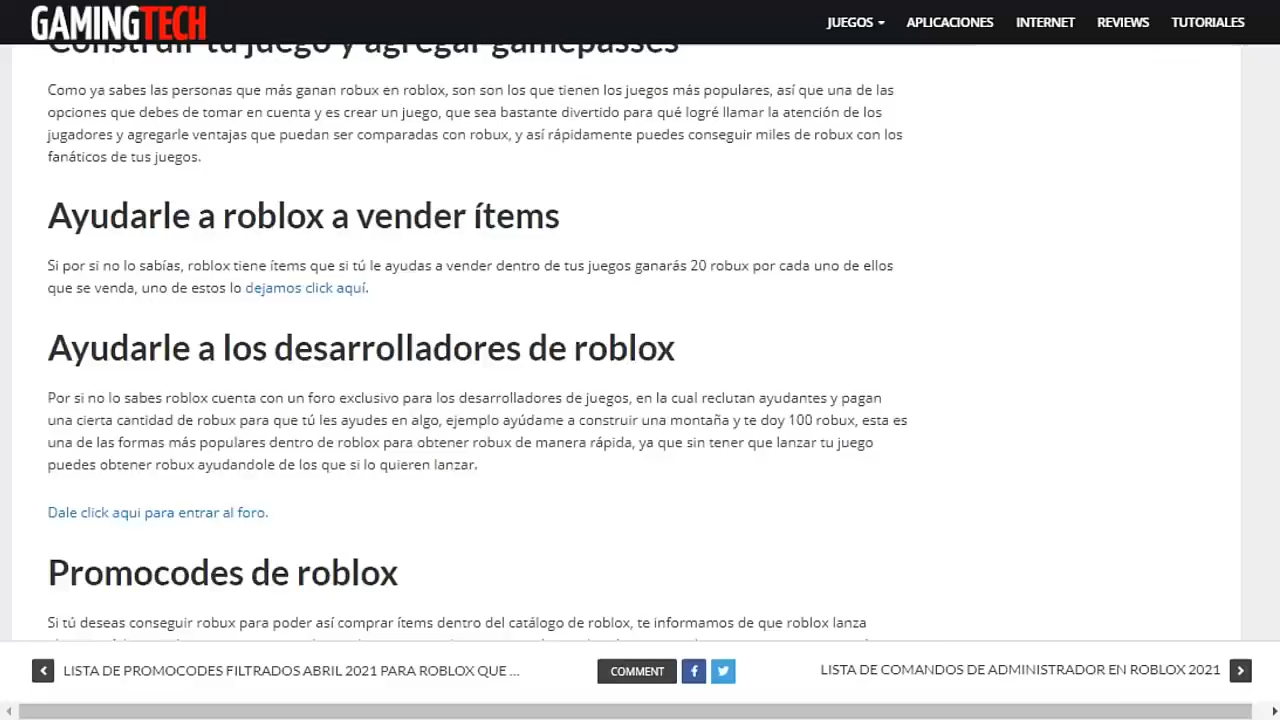 GAMINGTECH
JUEGOS APLICACIONES INTERNET REVIEWS TUTORIALES
Construir tu juego y agregar gamepasses
Como ya sabes las personas que más ganan robux en roblox, son son los que tienen los juegos más populares, así que una de las
opciones que debes de tomar en cuenta y es crear un juego, que sea bastante divertido para qué logré llamar la atención de los
jugadores y agregarle ventajas que puedan ser comparadas con robux, y así rápidamente puedes conseguir miles de robux con los
fanáticos de tus juegos.
Ayudarle a roblox a vender ítems
Si por si no lo sabías, roblox tiene ítems que si tú le ayudas a vender dentro de tus juegos ganarás 20 robux por cada uno de ellos
que se venda, uno de estos lo dejamos click aquí.
Ayudarle a los desarrolladores de roblox
Por si no lo sabes roblox cuenta con un foro exclusivo para los desarrolladores de juegos, en la cual reclutan ayudantes y pagan
una cierta cantidad de robux para que tú les ayudes en algo, ejemplo ayúdame a construir una montaña y te doy 100 robux, esta es
una de las formas más populares dentro de roblox para obtener robux de manera rápida, ya que sin tener que lanzar tu juego
puedes obtener robux ayudandole de los que si lo quieren lanzar.
Dale click aqui para entrar al foro.
Promocodes de roblox
Si tú deseas conseguir robux para poder así comprar ítems dentro del catálogo de roblox, te informamos de que roblox lanza
LISTA DE PROMOCODES FILTRADOS ABRIL 2021 PARA ROBLOX QUE ...
COMMENT
LISTA DE COMANDOS DE ADMINISTRADOR EN ROBLOX 2021